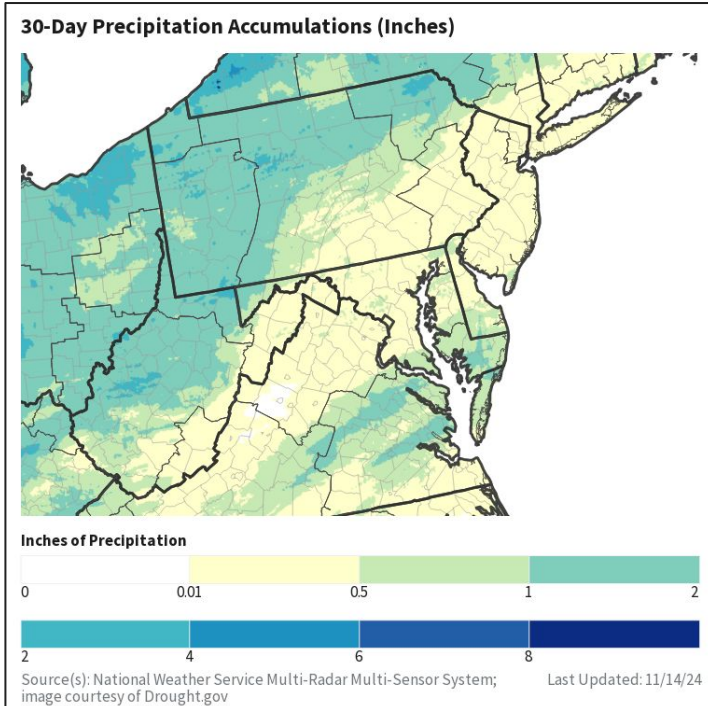 30-Day Precipitation Accumulations (Inches)
Inches of Precipitation
0 0.01 0.5 1 2
2 4 6 8
Source(s): National Weather Service Multi-Radar Multi-Sensor System; Last Updated: 11/14/24
image courtesy of Drought.gov